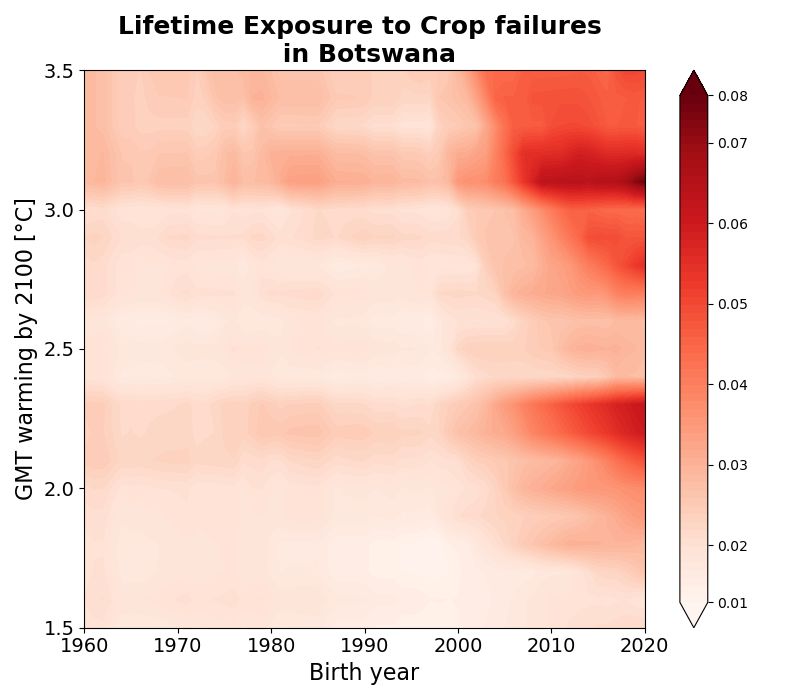 Lifetime Exposure to Crop failures
in Botswana
3.5
3.0
2.5
2.0
1.5
GMT warming by 2100 [°C]
1960 1970 1980 1990 2000 2010 2020
Birth year
0.08
0.07
0.06
0.05
0.04
0.03
0.02
0.01